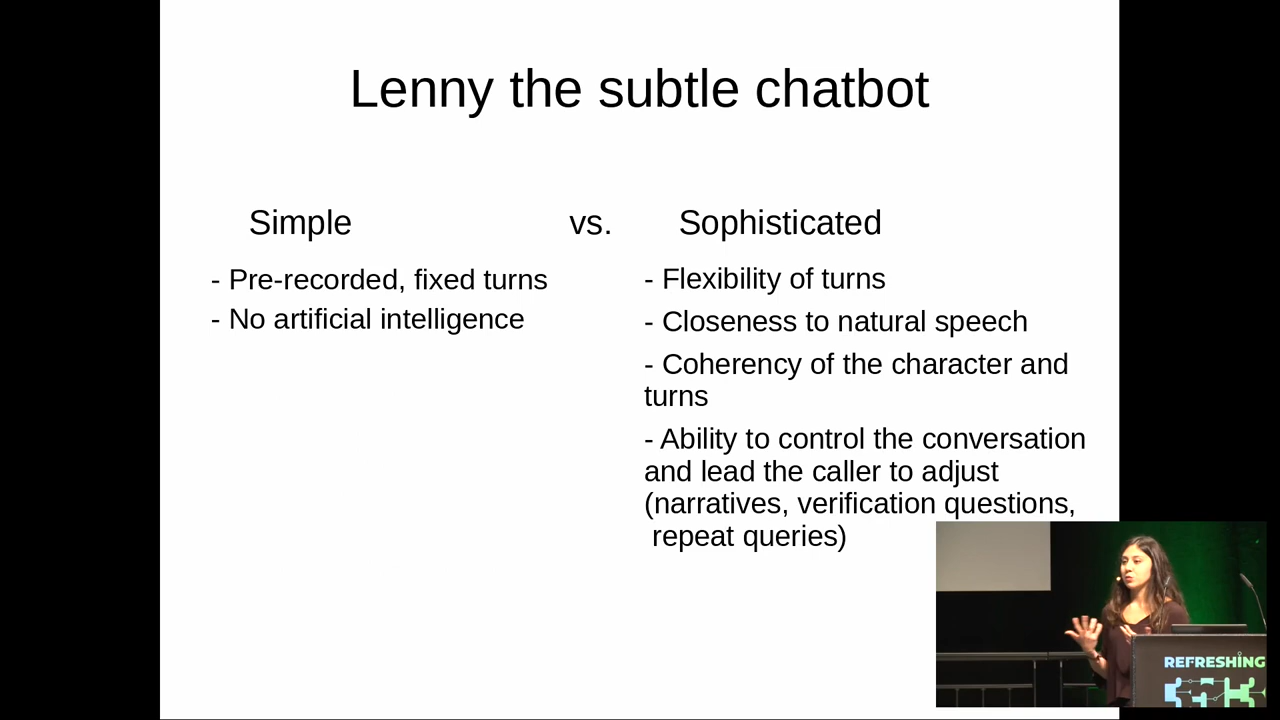 Lenny the subtle chatbot
Simple vs. Sophisticated
- Pre-recorded, fixed turns
- No artificial intelligence
- Flexibility of turns
- Closeness to natural speech
- Coherency of the character and
turns
- Ability to control the conversation
and lead the caller to adjust
(narratives, verification questions,
repeat queries)
REFRESHING